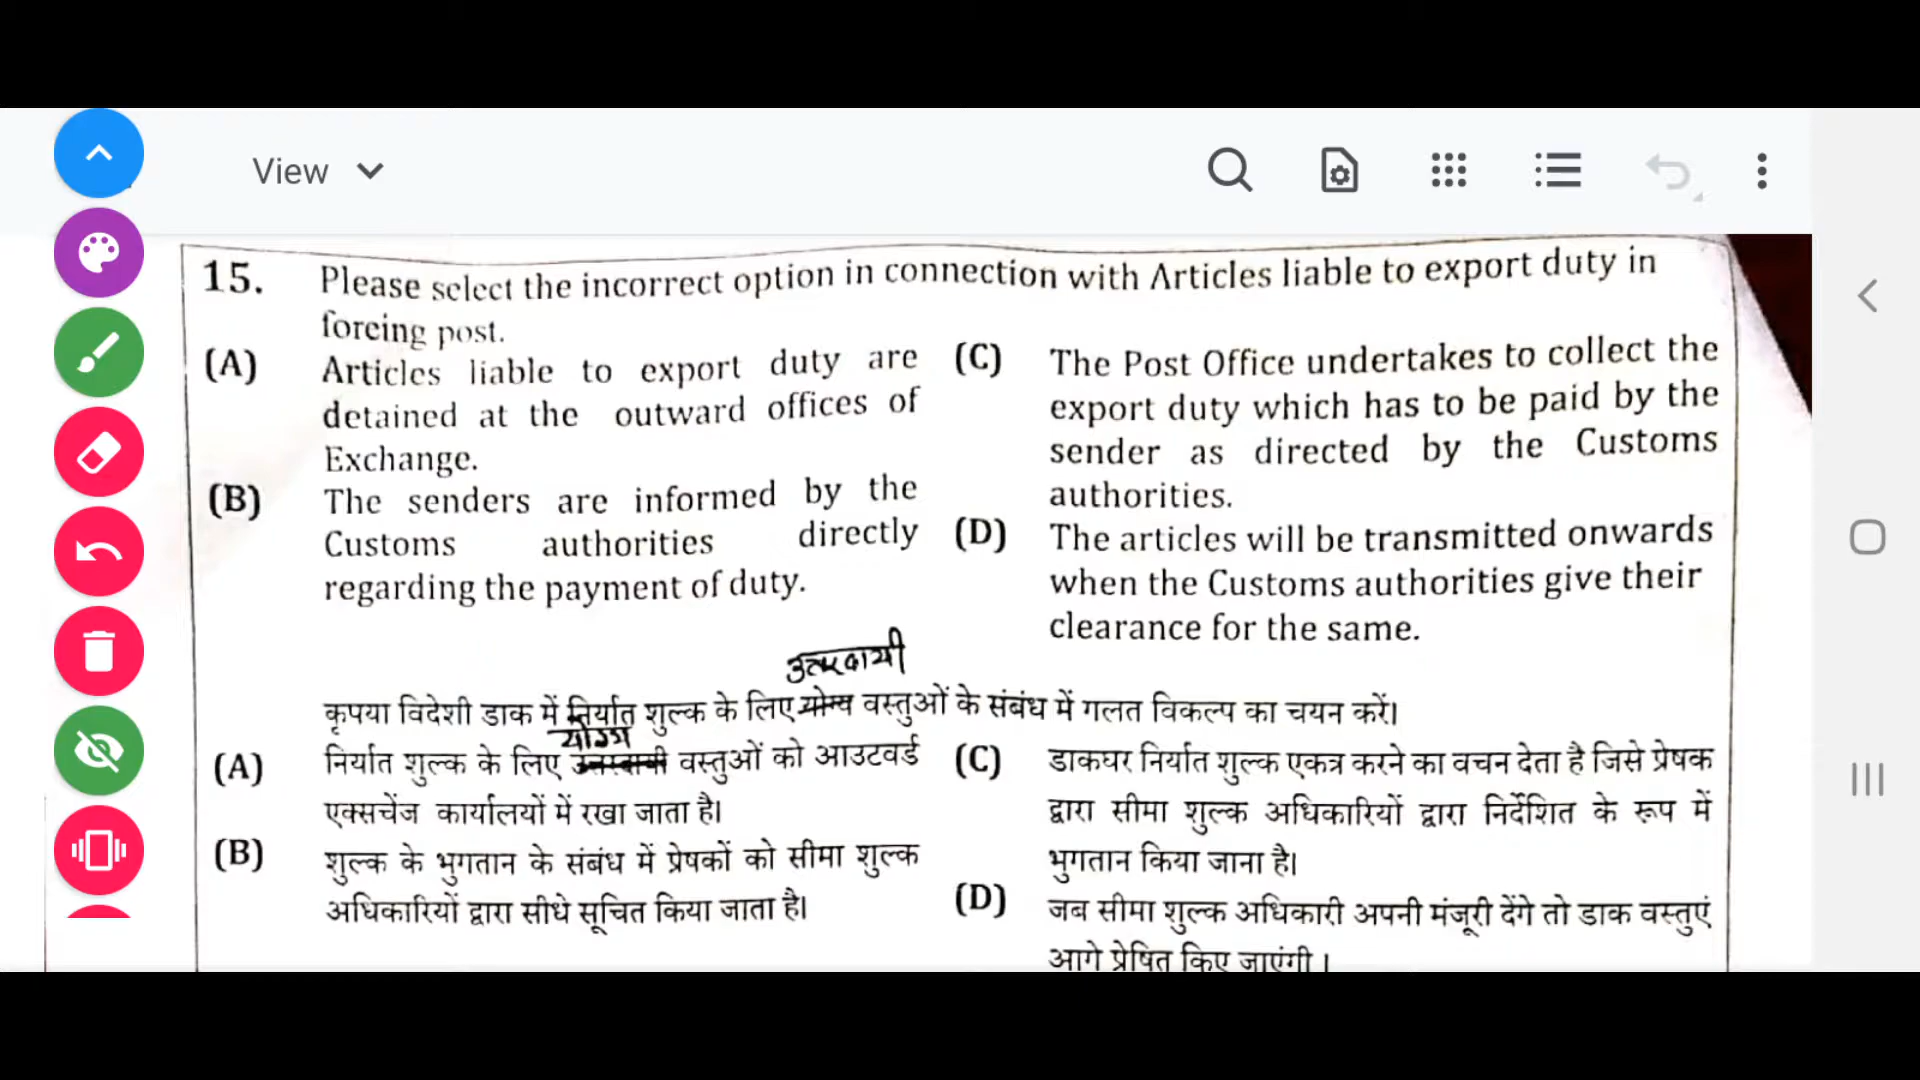 View
15. Please select the incorrect option in connection with Articles liable to export duty in
forcing post.
(A) Articles liable to export duty are
detained at the outward offices of
Exchange.
(B) The senders are informed by the
Customs authorities directly
regarding the payment of duty.
(C) The Post Office undertakes to collect the
export duty which has to be paid by the
sender as directed by the Customs
authorities.
(D) The articles will be transmitted onwards
when the Customs authorities give their
clearance for the same.
कृपया विदेशी डाक में निर्यात शुल्क के लिए योग्य वस्तुओं के संबंध में गलत विकल्प का चयन करें।
योग्य
(A) निर्यात शुल्क के लिए वस्तुओं को आउटवर्ड
एक्सचेंज कार्यालयों में रखा जाता है।
(B) शुल्क के भुगतान के संबंध में प्रेषकों को सीमा शुल्क
अधिकारियों द्वारा सीधे सूचित किया जाता है।
(C) डाकघर निर्यात शुल्क एकत्र करने का वचन देता है जिसे प्रेषक
द्वारा सीमा शुल्क अधिकारियों द्वारा निर्देशित के रूप में
भुगतान किया जाना है।
(D) जब सीमा शुल्क अधिकारी अपनी मंजूरी देंगे तो डाक वस्तुएं
आगे प्रेषित किए जाएंगी।